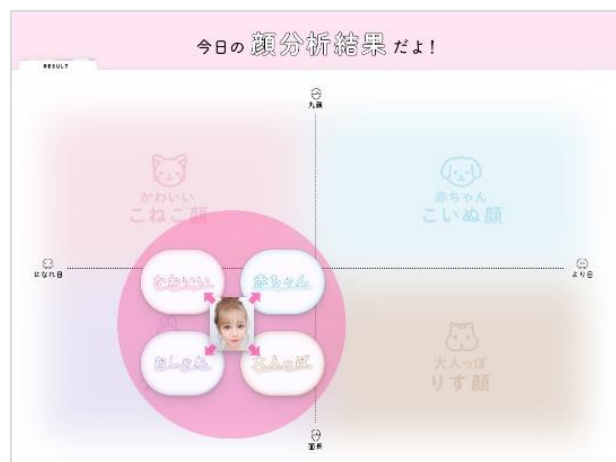 今日の 顔分析結果 だよ！
RESULT
丸顔
かわいい
こねこ顔
赤ちゃん
こいぬ顔
はなれ目
より目
かわいい
赤ちゃん
おしゃれ
大人っぽ
大人っぽ
りす顔
面長